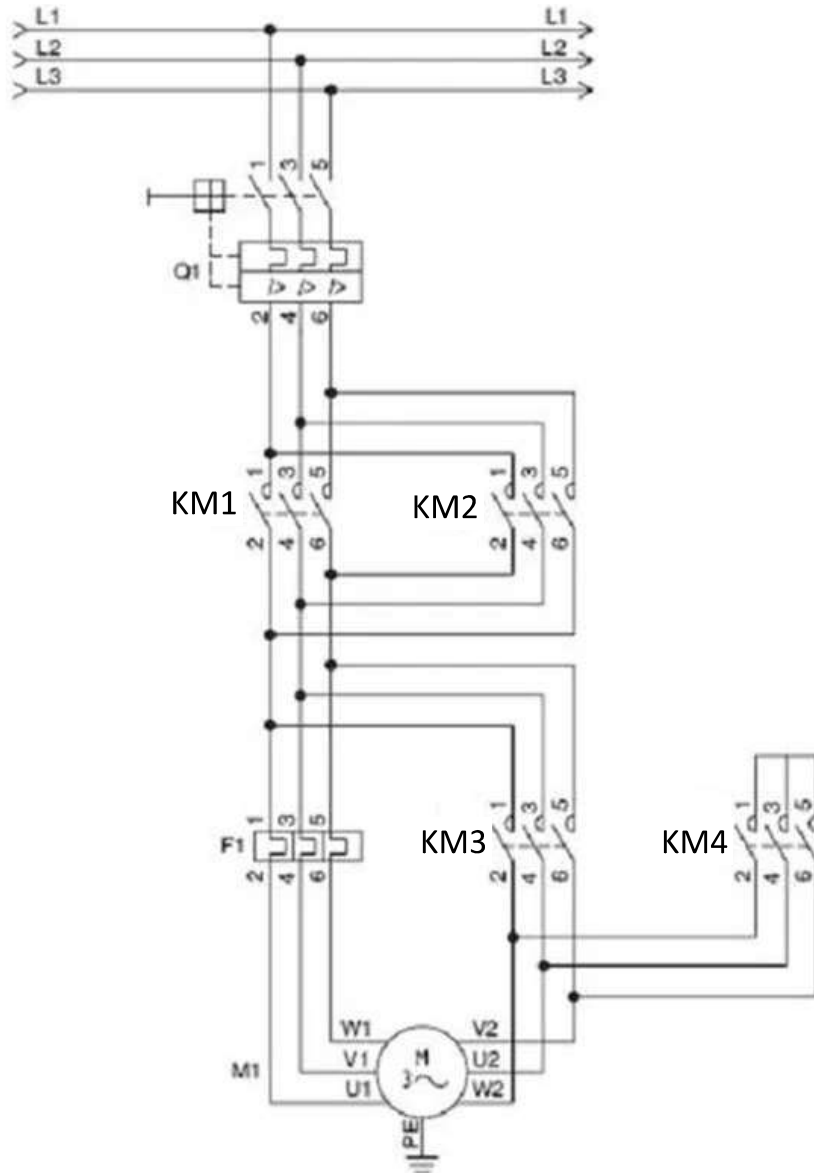 L1 L1
L2 L2
L3 L3
1 3 5
Q1
2 4 6
1 3 5 1 3 5
KM1 KM2
2 4 6 2 4 6
1 3 5 1 3 5 1 3 5
F1 KM3 KM4
2 4 6 2 4 6 2 4 6
W1 V2
M
V1 U2
M1 3~
U1 W2
PE